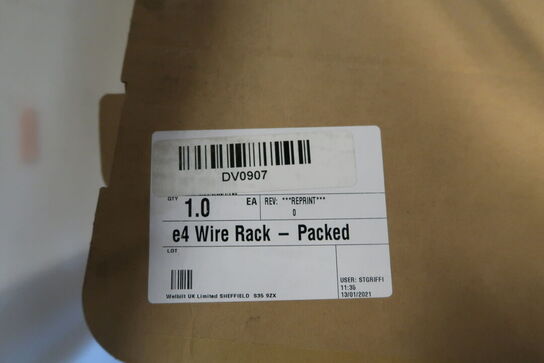 DV0907
QTY 1.0 EA REV: ***REPRINT***
0
e4 Wire Rack - Packed
LOT
USER: STGRIFFI
11:35
13/01/2021
Welbilt UK Limited SHEFFIELD S35 9ZX